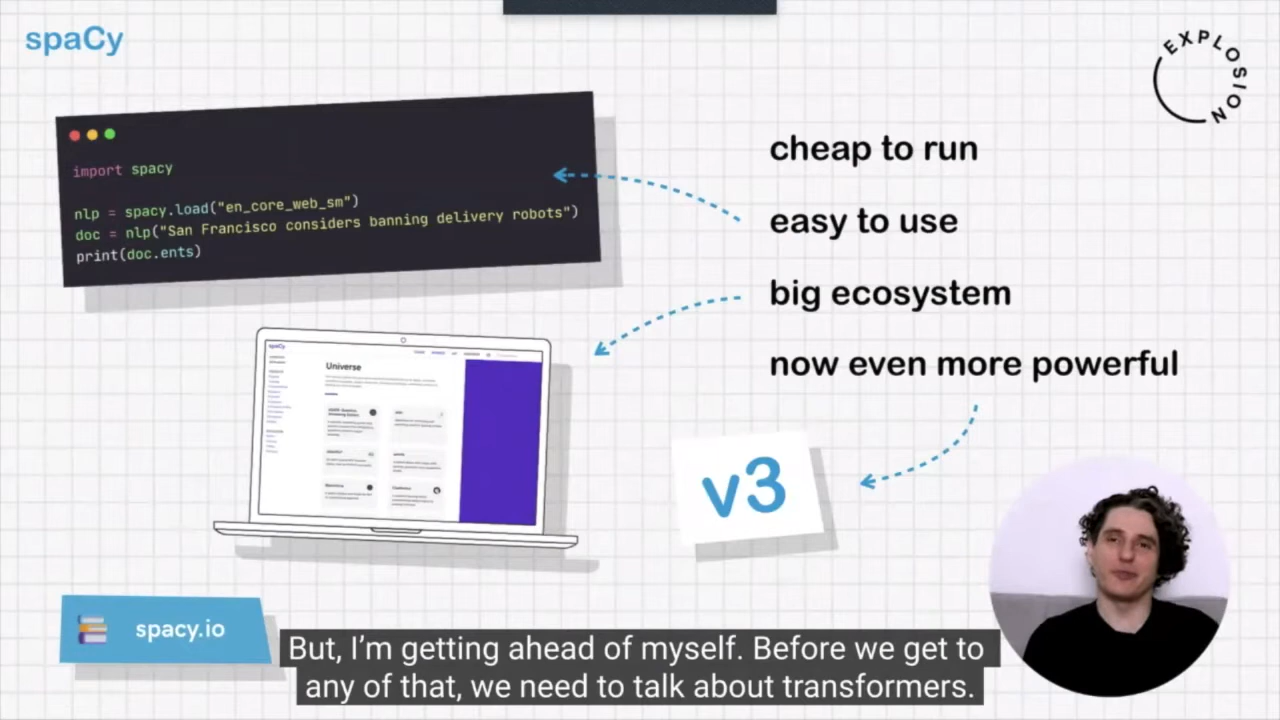 spaCy
EXPLOSION
import spacy
nlp = spacy.load("en_core_web_sm")
doc = nlp("San Francisco considers banning delivery robots")
print(doc.ents)
cheap to run
easy to use
big ecosystem
now even more powerful
spaCy
Universe
v3
spacy.io
But, I'm getting ahead of myself. Before we get to
any of that, we need to talk about transformers.